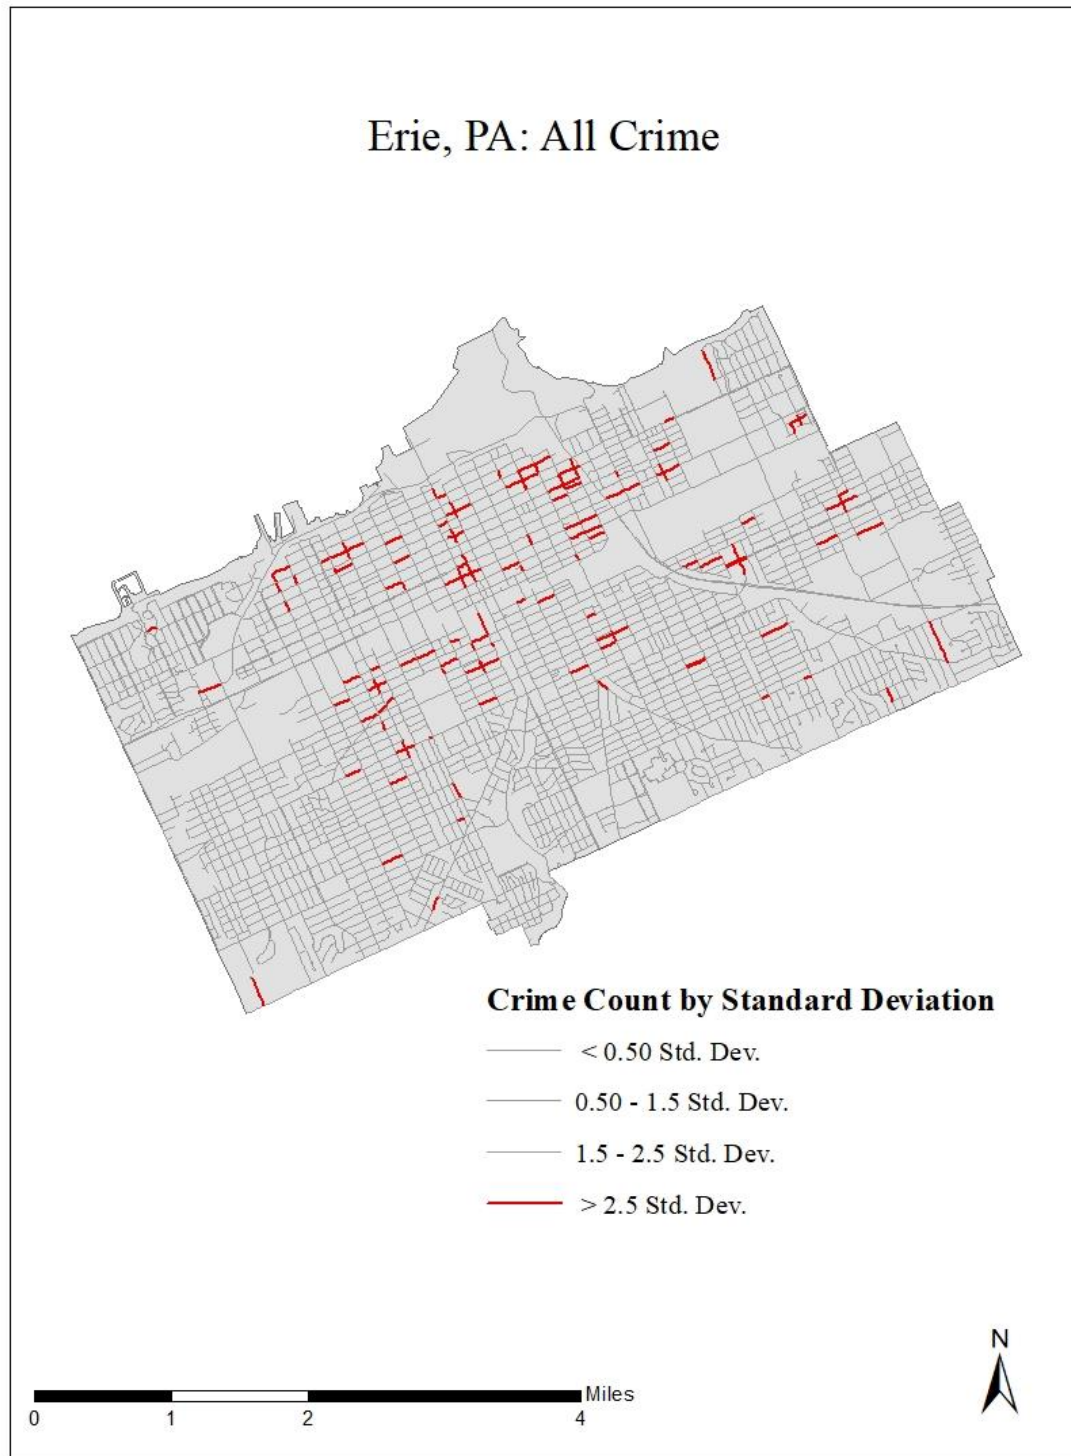 Erie, PA: All Crime
Crime Count by Standard Deviation
< 0.50 Std. Dev.
0.50 - 1.5 Std. Dev.
1.5 - 2.5 Std. Dev.
> 2.5 Std. Dev.
N
Miles
0 1 2 4